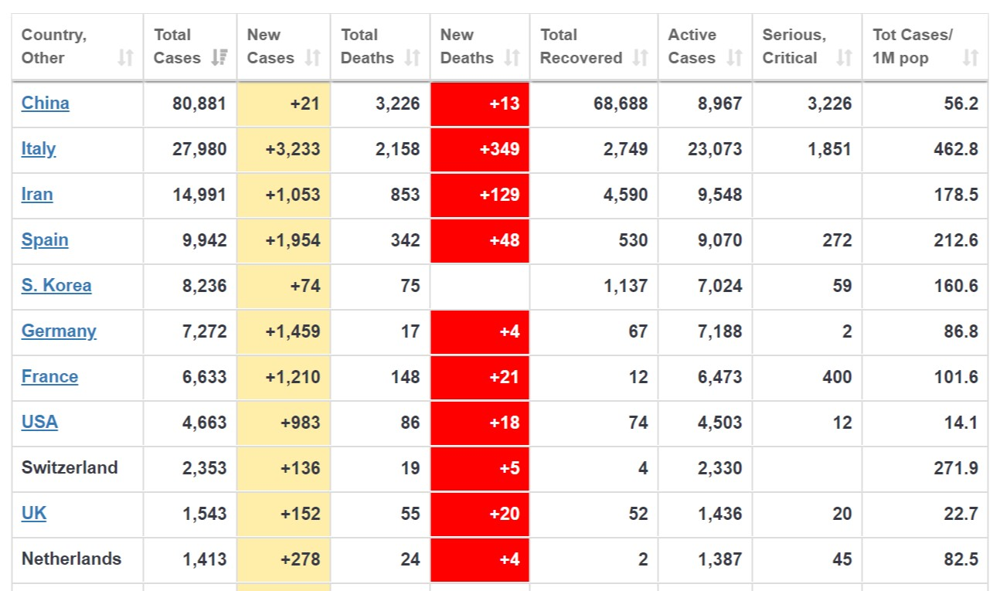 Country, Other Total Cases New Cases Total Deaths New Deaths Total Recovered Active Cases Serious, Critical Tot Cases/ 1M pop
China 80,881 +21 3,226 +13 68,688 8,967 3,226 56.2
Italy 27,980 +3,233 2,158 +349 2,749 23,073 1,851 462.8
Iran 14,991 +1,053 853 +129 4,590 9,548 178.5
Spain 9,942 +1,954 342 +48 530 9,070 272 212.6
S. Korea 8,236 +74 75 1,137 7,024 59 160.6
Germany 7,272 +1,459 17 +4 67 7,188 2 86.8
France 6,633 +1,210 148 +21 12 6,473 400 101.6
USA 4,663 +983 86 +18 74 4,503 12 14.1
Switzerland 2,353 +136 19 +5 4 2,330 271.9
UK 1,543 +152 55 +20 52 1,436 20 22.7
Netherlands 1,413 +278 24 +4 2 1,387 45 82.5